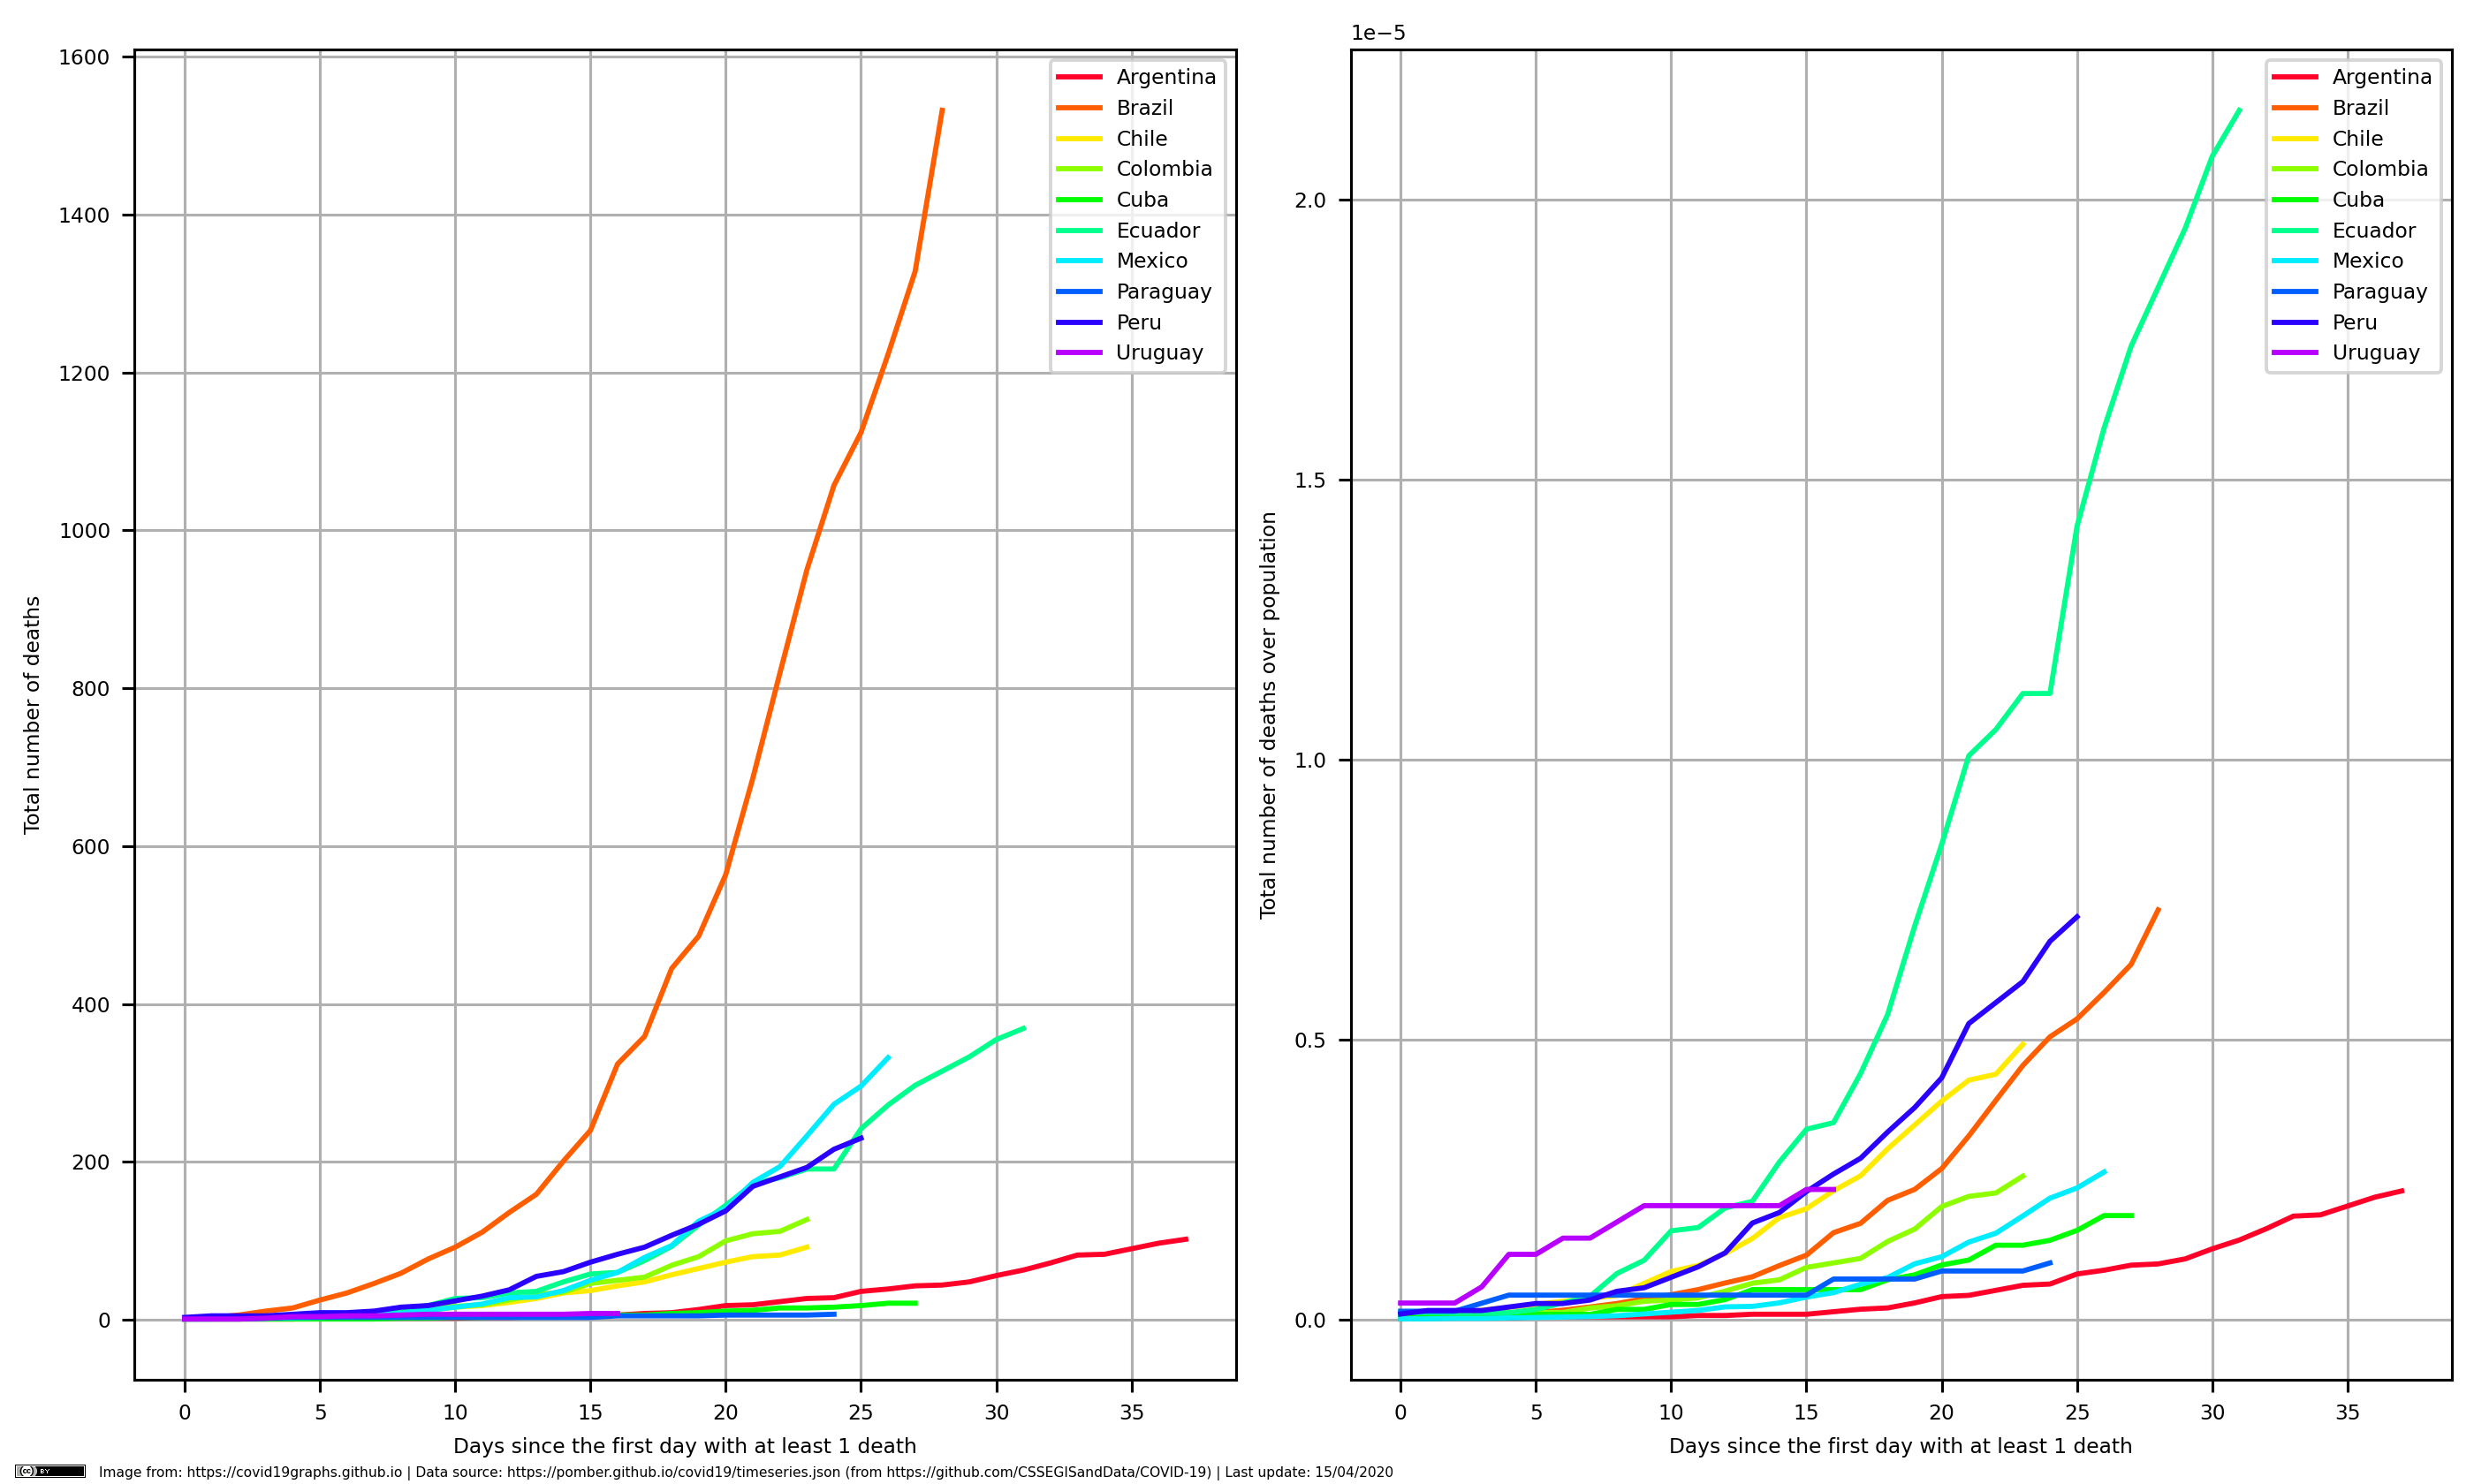 1600
1400
1200
1000
800
600
400
200
0
Total number of deaths
0 5 10 15 20 25 30 35
Days since the first day with at least 1 death
Argentina
Brazil
Chile
Colombia
Cuba
Ecuador
Mexico
Paraguay
Peru
Uruguay
1e−5
2.0
1.5
1.0
0.5
0.0
Total number of deaths over population
0 5 10 15 20 25 30 35
Days since the first day with at least 1 death
Argentina
Brazil
Chile
Colombia
Cuba
Ecuador
Mexico
Paraguay
Peru
Uruguay
cc BY
Image from: https://covid19graphs.github.io | Data source: https://pomber.github.io/covid19/timeseries.json (from https://github.com/CSSEGISandData/COVID-19) | Last update: 15/04/2020